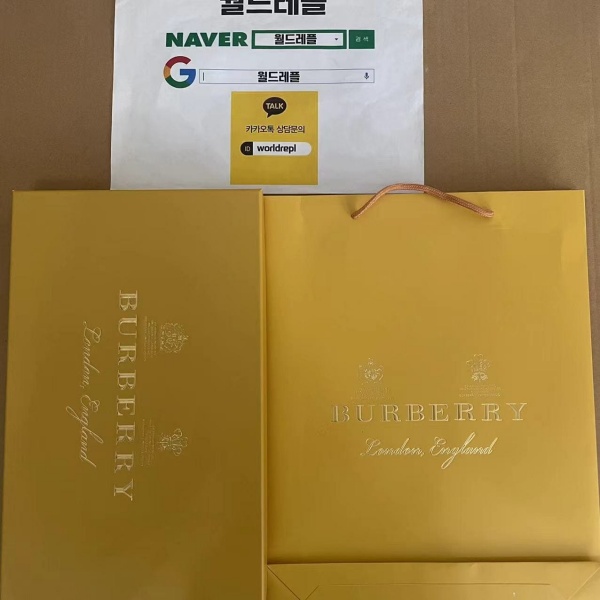 월드레플
NAVER 월드레플 검색
G 월드레플
TALK
카카오톡 상담문의
ID worldrepl
BURBERRY
London, England
BURBERRY
London, England